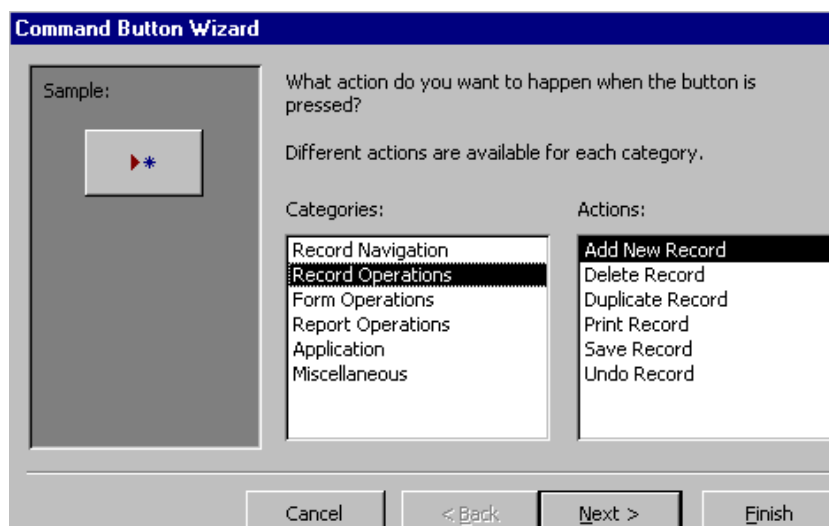 Command Button Wizard
Sample:
What action do you want to happen when the button is
pressed?
Different actions are available for each category.
Categories:
Actions:
Record Navigation
Record Operations
Form Operations
Report Operations
Application
Miscellaneous
Add New Record
Delete Record
Duplicate Record
Print Record
Save Record
Undo Record
Cancel
< Back
Next >
Finish